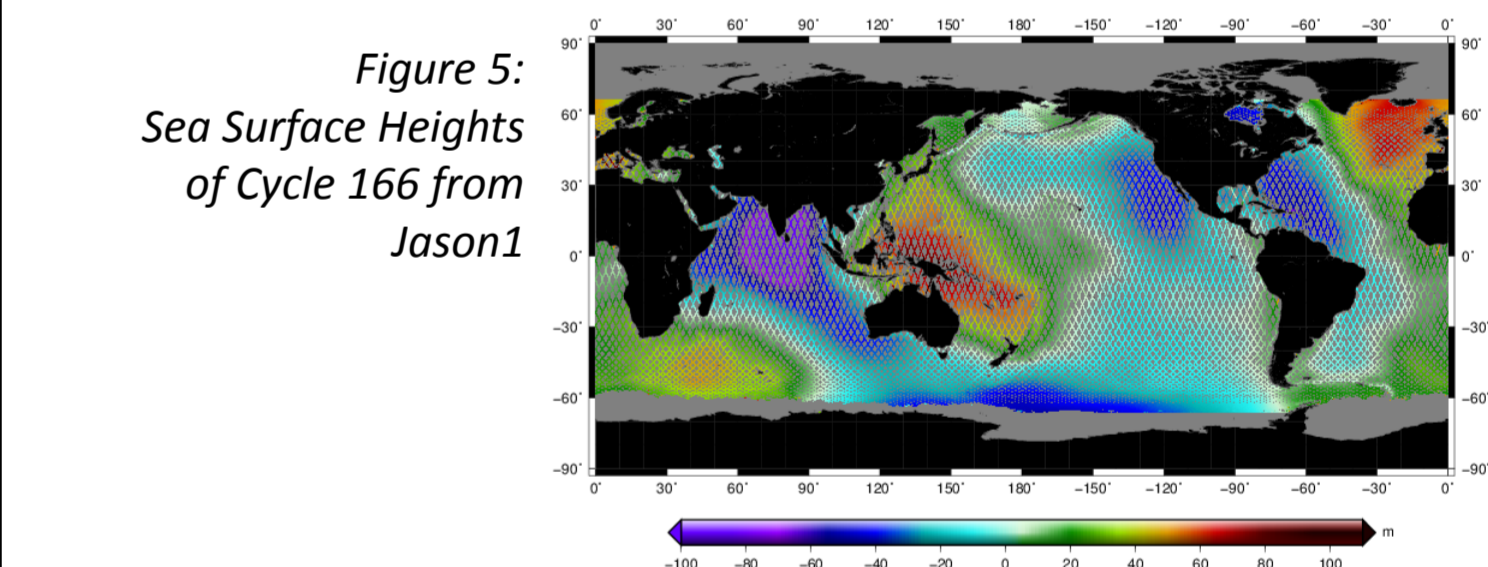 Figure 5:
Sea Surface Heights
of Cycle 166 from
Jason1
0° 30° 60° 90° 120° 150° 180° −150° −120° −90° −60° −30° 0°
90° 90°
60° 60°
30° 30°
0° 0°
−30° −30°
−60° −60°
−90° −90°
0° 30° 60° 90° 120° 150° 180° −150° −120° −90° −60° −30° 0°
m
−100 −80 −60 −40 −20 0 20 40 60 80 100